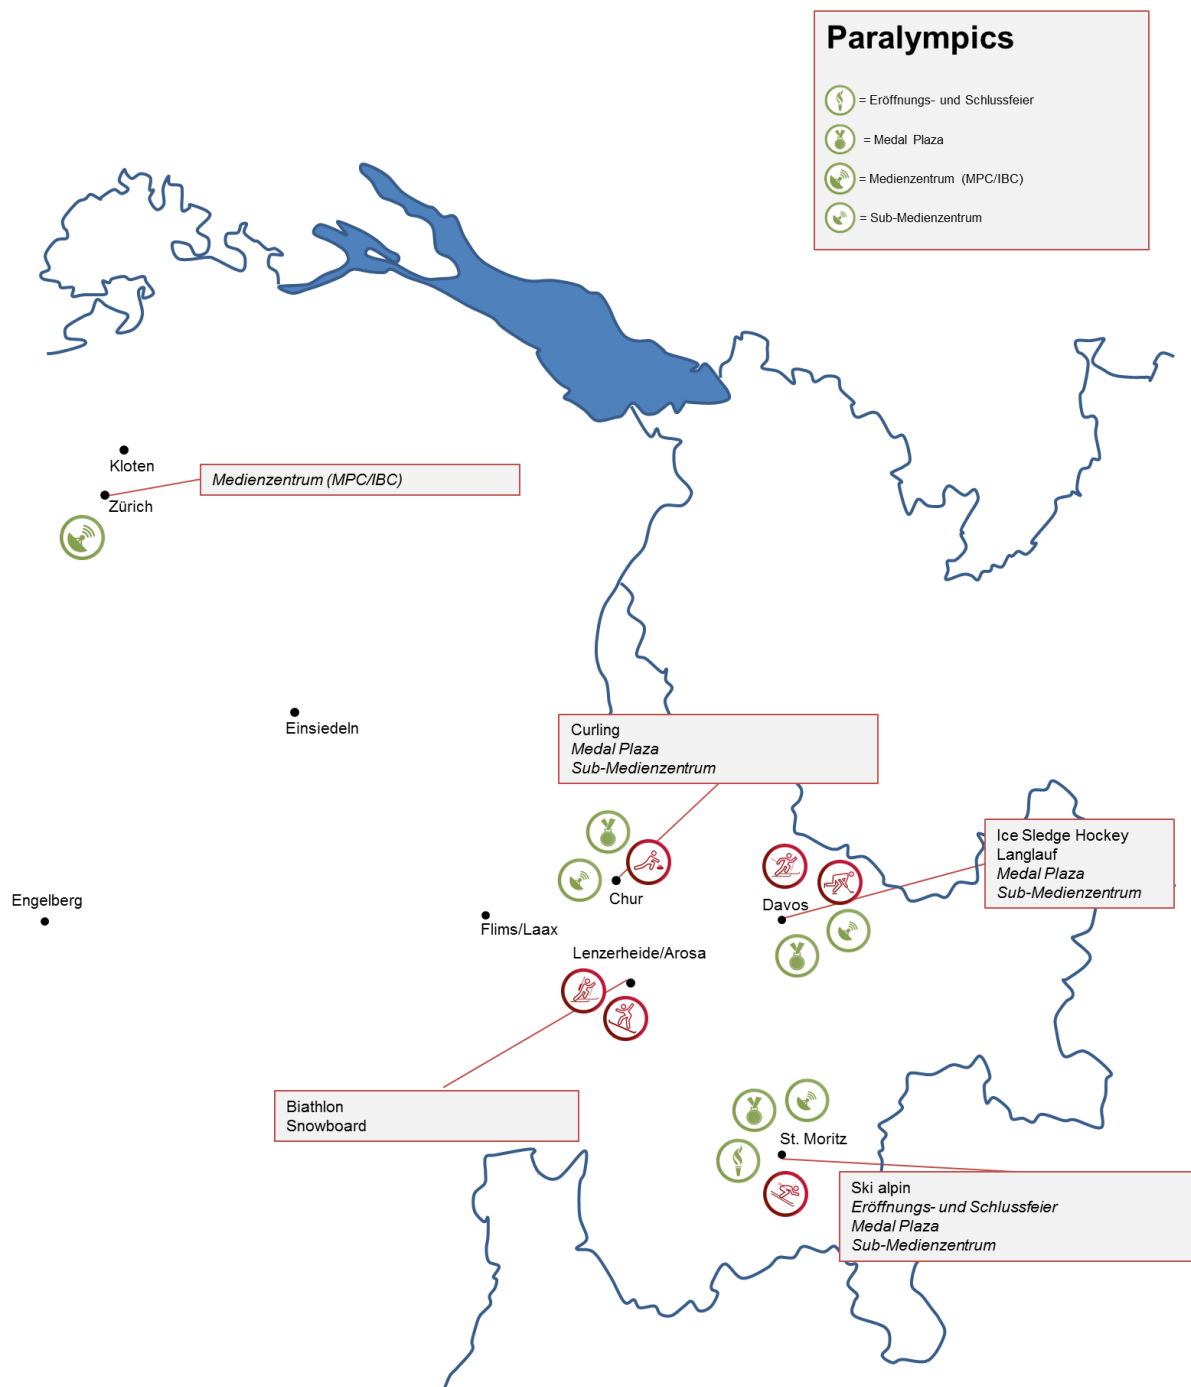 Paralympics
= Eröffnungs- und Schlussfeier
= Medal Plaza
= Medienzentrum (MPC/IBC)
= Sub-Medienzentrum
Kloten
Zürich
Medienzentrum (MPC/IBC)
Einsiedeln
Curling
Medal Plaza
Sub-Medienzentrum
Ice Sledge Hockey
Langlauf
Medal Plaza
Sub-Medienzentrum
Chur
Davos
Engelberg
Flims/Laax
Lenzerheide/Arosa
Biathlon
Snowboard
St. Moritz
Ski alpin
Eröffnungs- und Schlussfeier
Medal Plaza
Sub-Medienzentrum